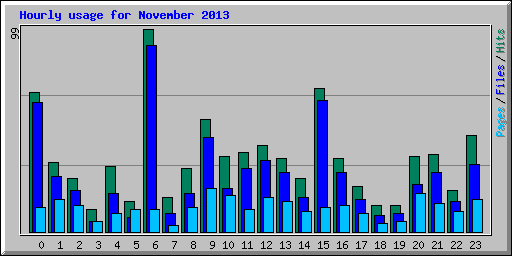 Hourly usage for November 2013
99
Pages / Files / Hits
0 1 2 3 4 5 6 7 8 9 10 11 12 13 14 15 16 17 18 19 20 21 22 23